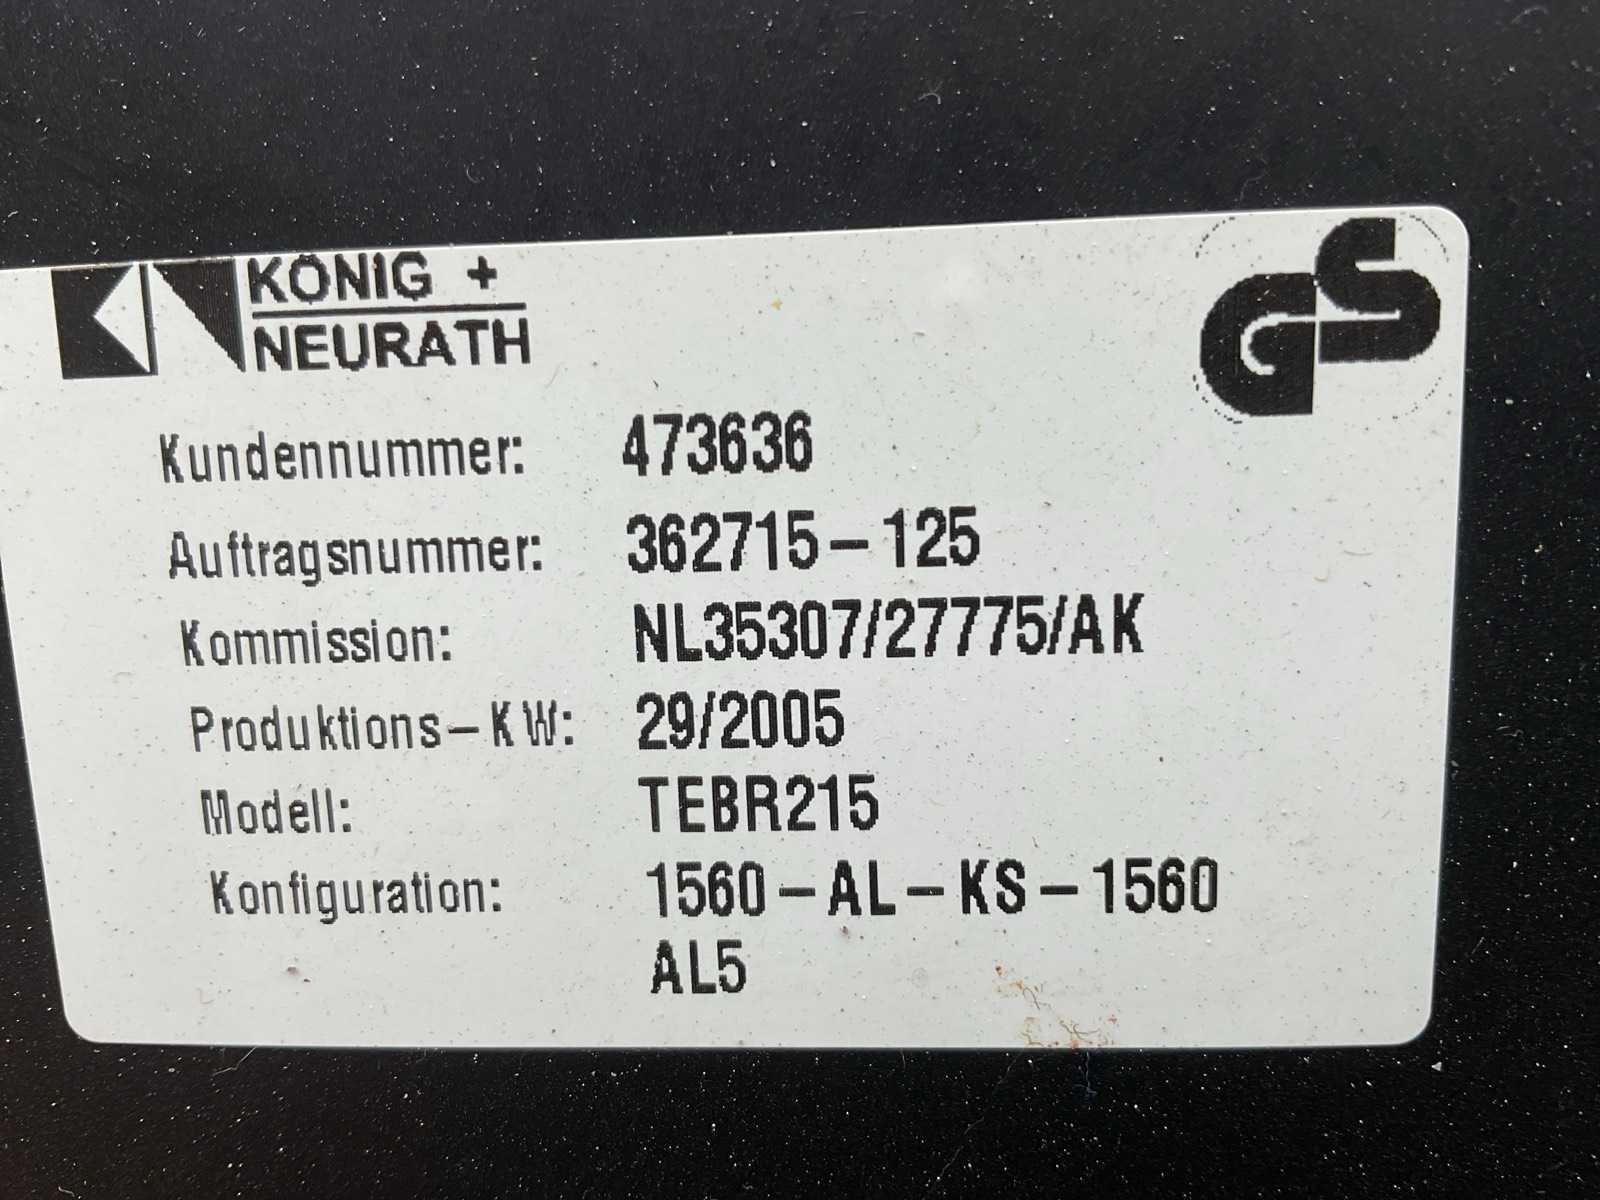 KÖNIG +
NEURATH
GS
Kundennummer: 473636
Auftragsnummer: 362715-125
Kommission: NL35307/27775/AK
Produktions-KW: 29/2005
Modell: TEBR215
Konfiguration: 1560-AL-KS-1560
AL5